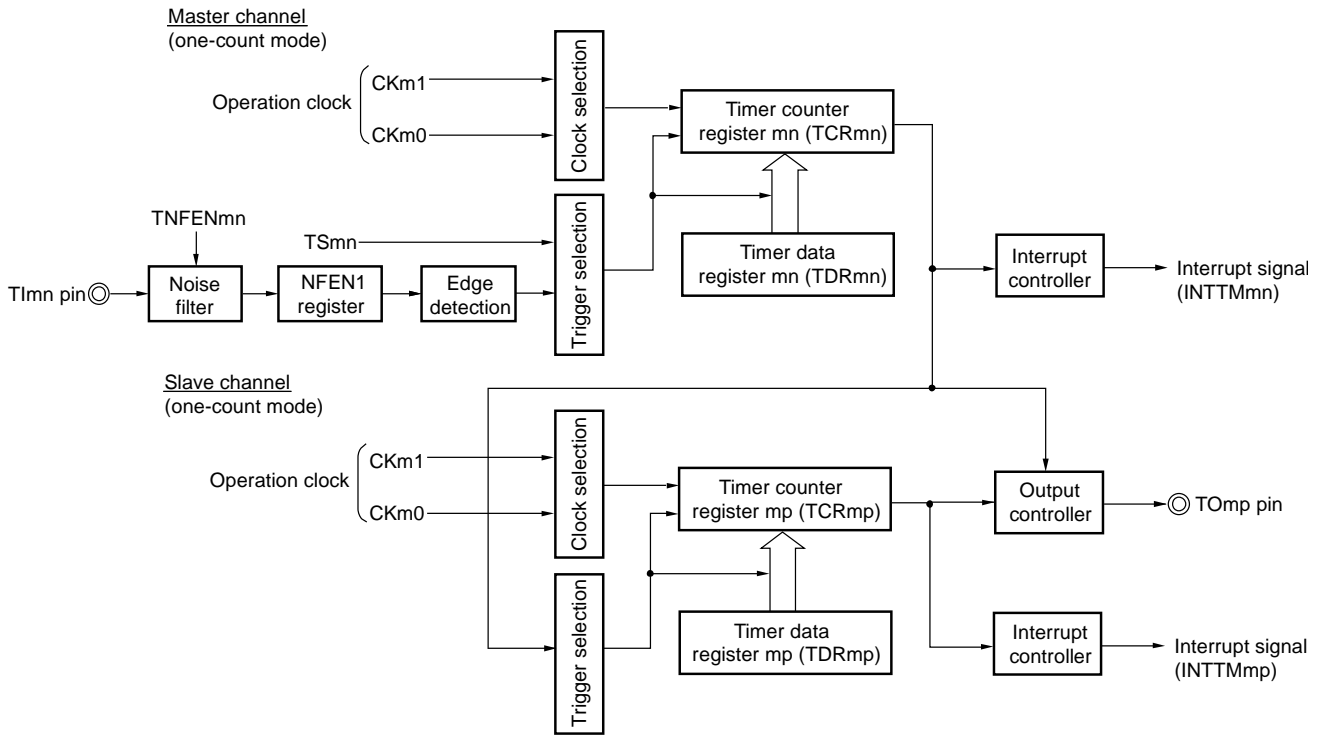 Master channel
(one-count mode)
Operation clock
CKm1
CKm0
Clock selection
Timer counter
register mn (TCRmn)
TNFENmn
TSmn
Trigger selection
Timer data
register mn (TDRmn)
Interrupt
controller
Interrupt signal
(INTTMmn)
TImn pin
Noise
filter
NFEN1
register
Edge
detection
Slave channel
(one-count mode)
Operation clock
CKm1
CKm0
Clock selection
Timer counter
register mp (TCRmp)
Output
controller
TOmp pin
Trigger selection
Timer data
register mp (TDRmp)
Interrupt
controller
Interrupt signal
(INTTMmp)